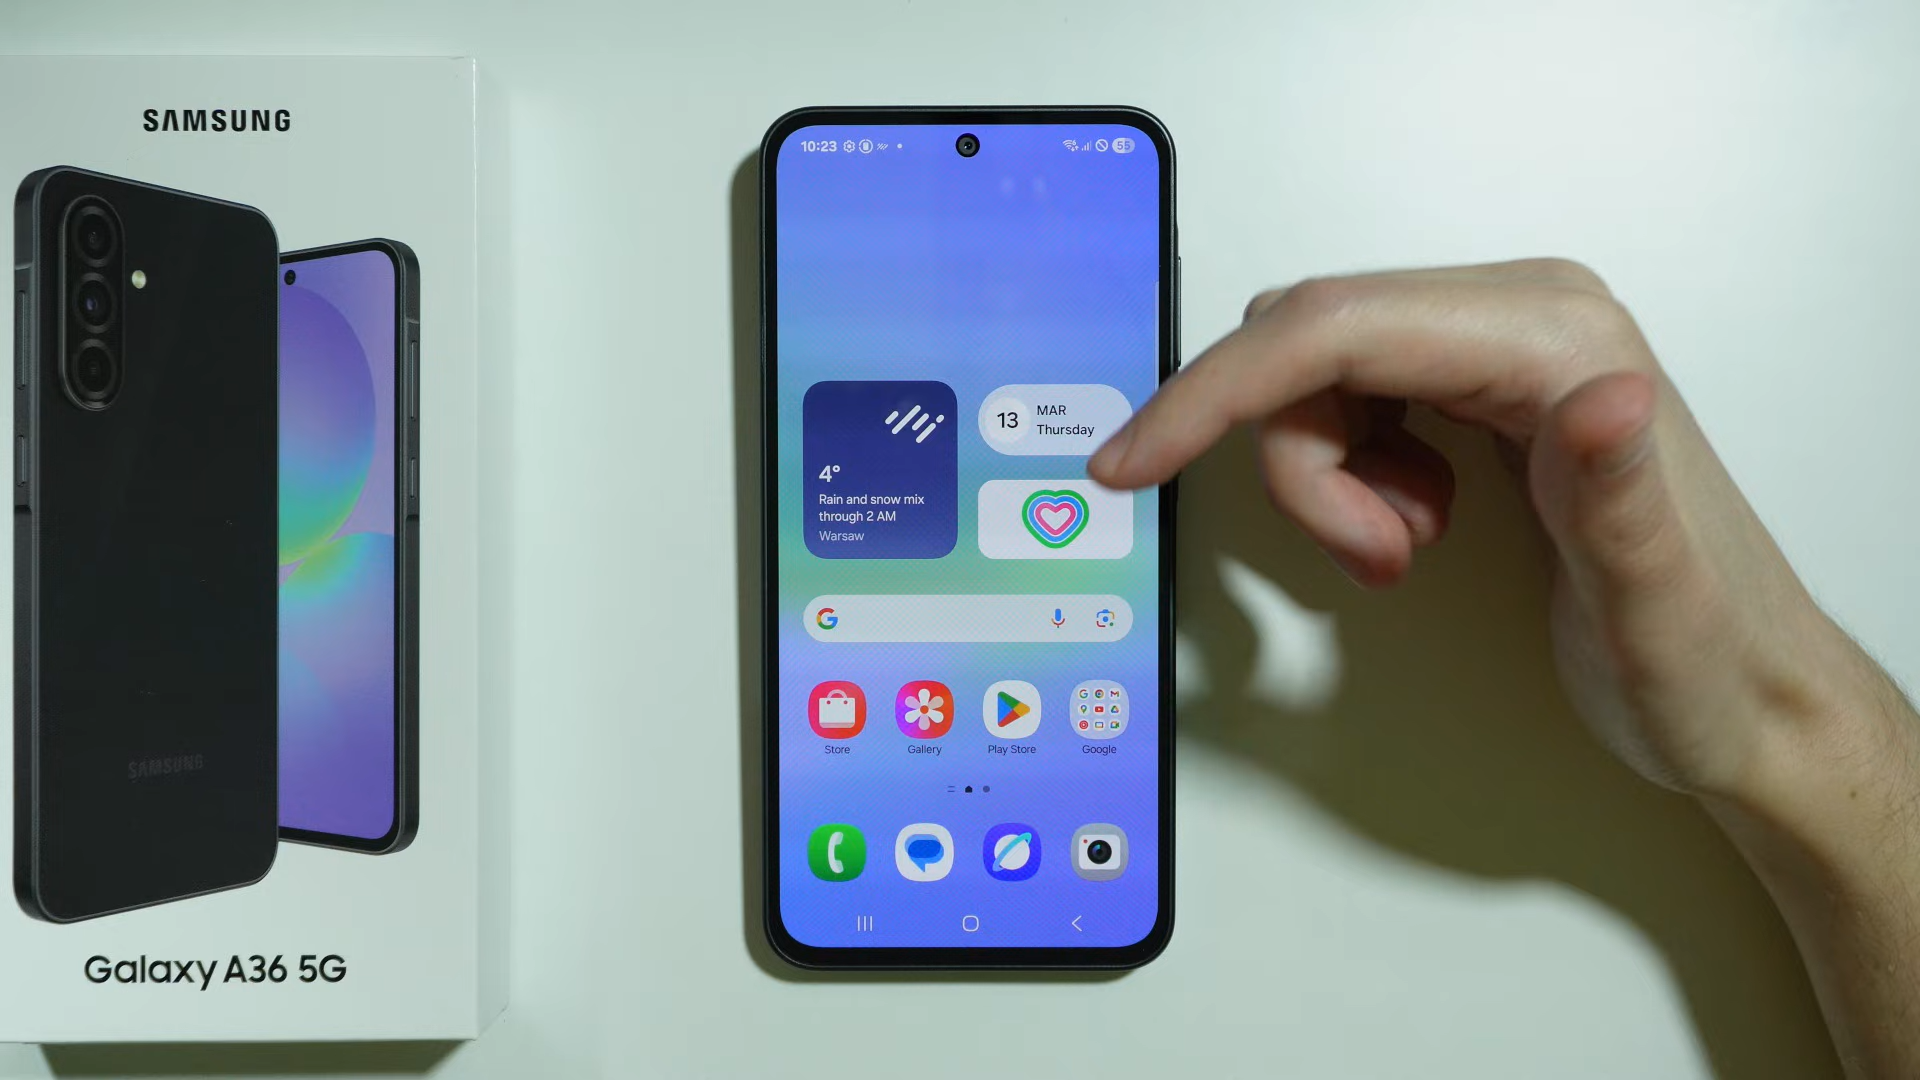 SAMSUNG
SAMSUNG
Galaxy A36 5G
10:23
55
4°
Rain and snow mix
through 2 AM
Warsaw
13
MAR
Thursday
Store
Gallery
Play Store
Google